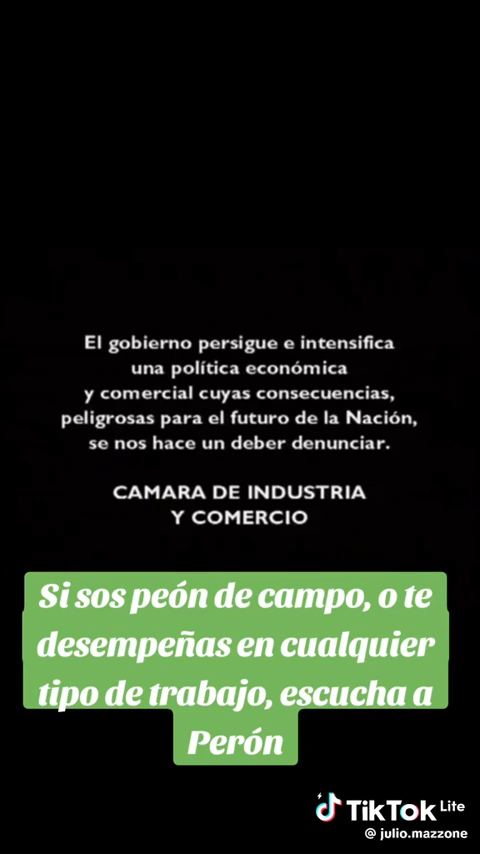 El gobierno persigue e intensifica
una política económica
y comercial cuyas consecuencias,
peligrosas para el futuro de la Nación,
se nos hace un deber denunciar.
CAMARA DE INDUSTRIA
Y COMERCIO
Si sos peón de campo, o te
desempeñas en cualquier
tipo de trabajo, escucha a
Perón
TikTok Lite
@ julio.mazzone